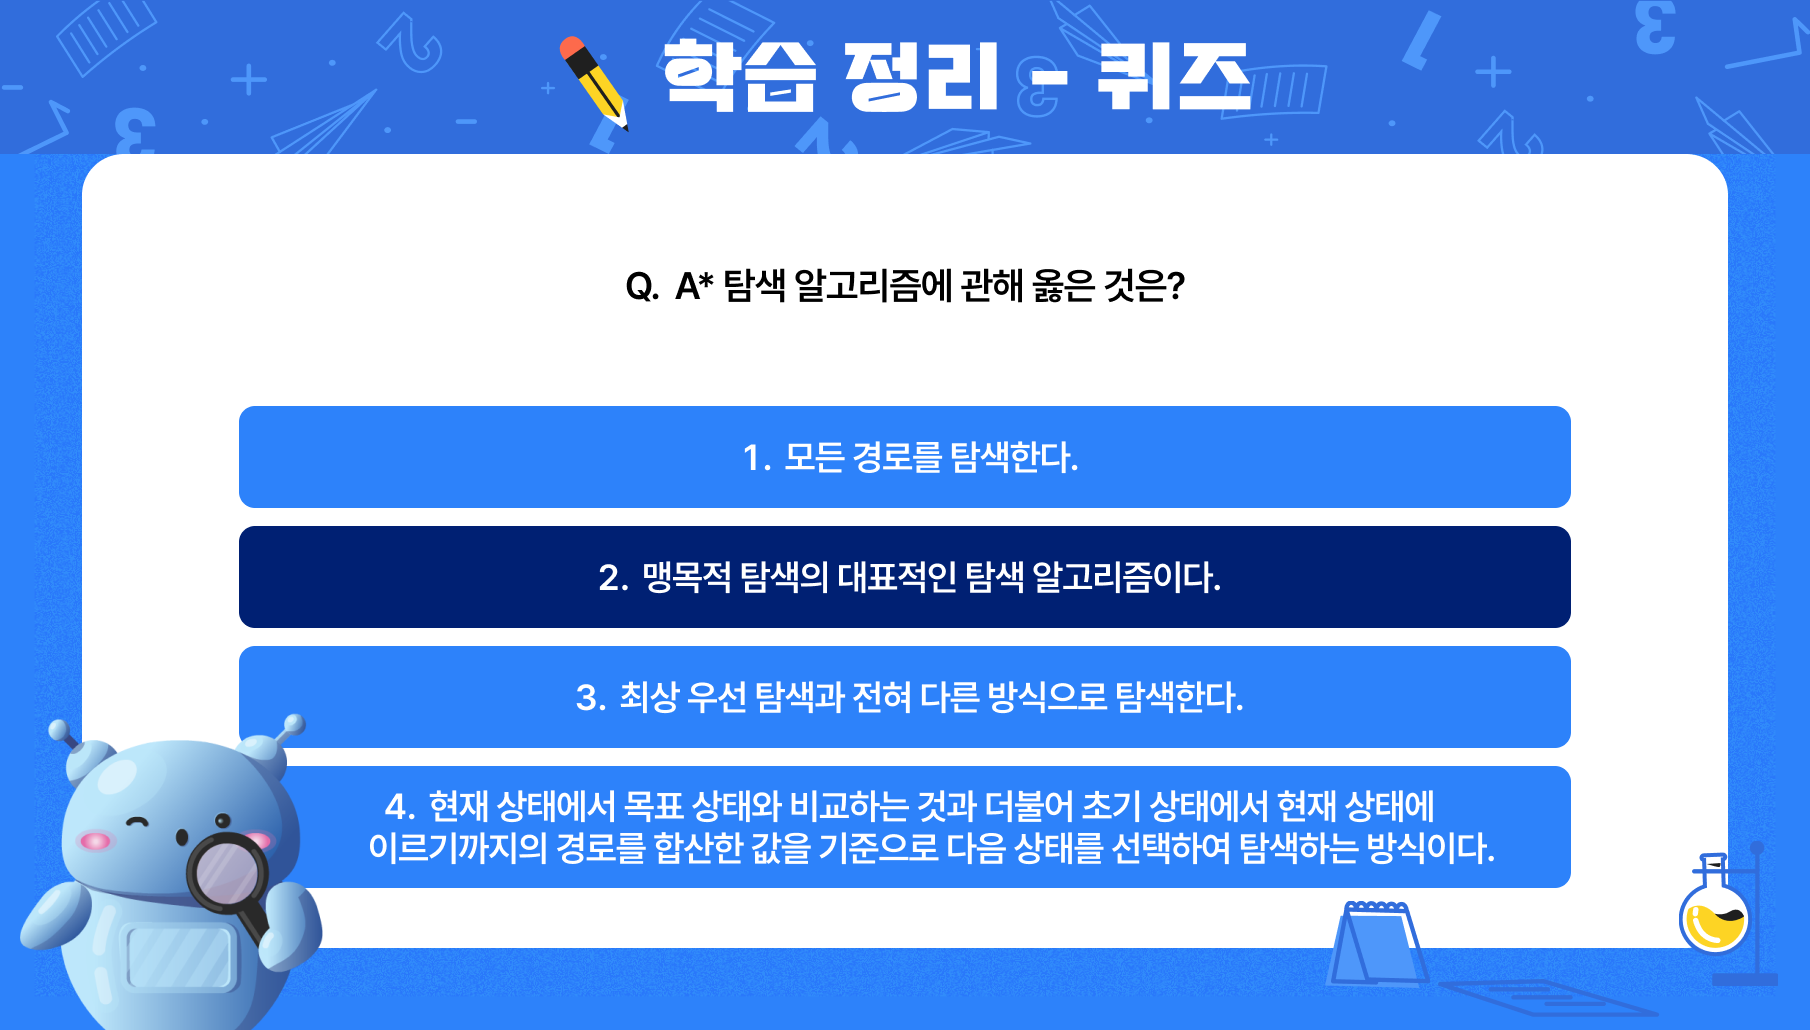 학습 정리 - 퀴즈
Q. A* 탐색 알고리즘에 관해 옳은 것은?
1. 모든 경로를 탐색한다.
2. 맹목적 탐색의 대표적인 탐색 알고리즘이다.
3. 최상 우선 탐색과 전혀 다른 방식으로 탐색한다.
4. 현재 상태에서 목표 상태와 비교하는 것과 더불어 초기 상태에서 현재 상태에
이르기까지의 경로를 합산한 값을 기준으로 다음 상태를 선택하여 탐색하는 방식이다.